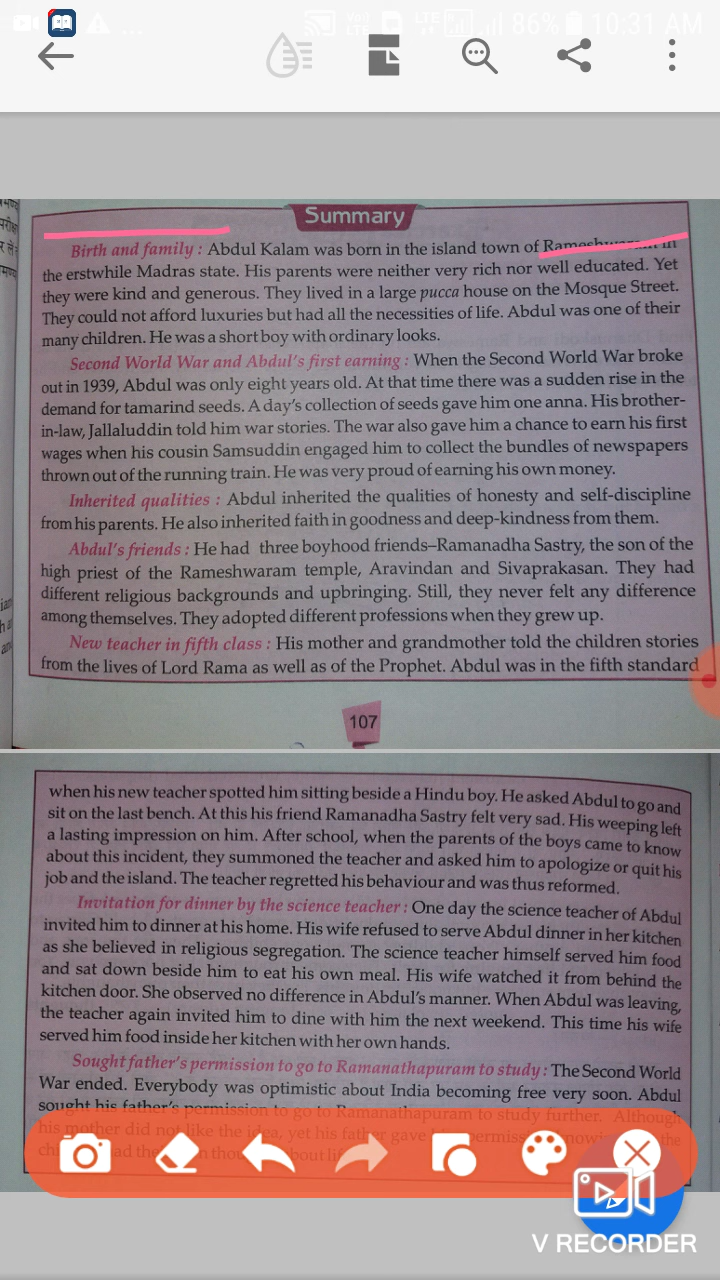 Vo)) LTE LTE 86% 10:31 AM
Summary
Birth and family : Abdul Kalam was born in the island town of Rameshwaram in
the erstwhile Madras state. His parents were neither very rich nor well educated. Yet
they were kind and generous. They lived in a large pucca house on the Mosque Street.
They could not afford luxuries but had all the necessities of life. Abdul was one of their
many children. He was a short boy with ordinary looks.
Second World War and Abdul's first earning : When the Second World War broke
out in 1939, Abdul was only eight years old. At that time there was a sudden rise in the
demand for tamarind seeds. A day's collection of seeds gave him one anna. His brother-
in-law, Jallaluddin told him war stories. The war also gave him a chance to earn his first
wages when his cousin Samsuddin engaged him to collect the bundles of newspapers
thrown out of the running train. He was very proud of earning his own money.
Inherited qualities : Abdul inherited the qualities of honesty and self-discipline
from his parents. He also inherited faith in goodness and deep-kindness from them.
Abdul's friends : He had three boyhood friends–Ramanadha Sastry, the son of the
high priest of the Rameshwaram temple, Aravindan and Sivaprakasan. They had
different religious backgrounds and upbringing. Still, they never felt any difference
among themselves. They adopted different professions when they grew up.
New teacher in fifth class : His mother and grandmother told the children stories
from the lives of Lord Rama as well as of the Prophet. Abdul was in the fifth standard
107
when his new teacher spotted him sitting beside a Hindu boy. He asked Abdul to go and
sit on the last bench. At this his friend Ramanadha Sastry felt very sad. His weeping left
a lasting impression on him. After school, when the parents of the boys came to know
about this incident, they summoned the teacher and asked him to apologize or quit his
job and the island. The teacher regretted his behaviour and was thus reformed.
Invitation for dinner by the science teacher : One day the science teacher of Abdul
invited him to dinner at his home. His wife refused to serve Abdul dinner in her kitchen
as she believed in religious segregation. The science teacher himself served him food
and sat down beside him to eat his own meal. His wife watched it from behind the
kitchen door. She observed no difference in Abdul's manner. When Abdul was leaving,
the teacher again invited him to dine with him the next weekend. This time his wife
served him food inside her kitchen with her own hands.
Sought father's permission to go to Ramanathapuram to study : The Second World
War ended. Everybody was optimistic about India becoming free very soon. Abdul
sought his father's permission to go to Ramanathapuram to study further. Although
his mother did not like the idea, yet his father gave
V RECORDER